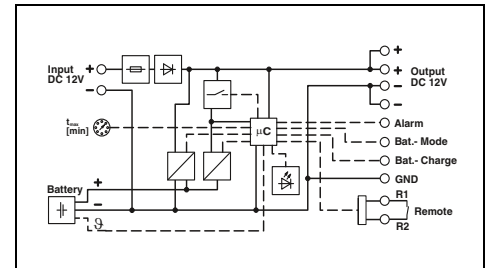 Input
DC 12V
+
–
+
+
–
–
Output
DC 12V
tmax
[min]
µC
Alarm
Bat.- Mode
Bat.- Charge
GND
Battery
+
–
ϑ
R1
Remote
R2